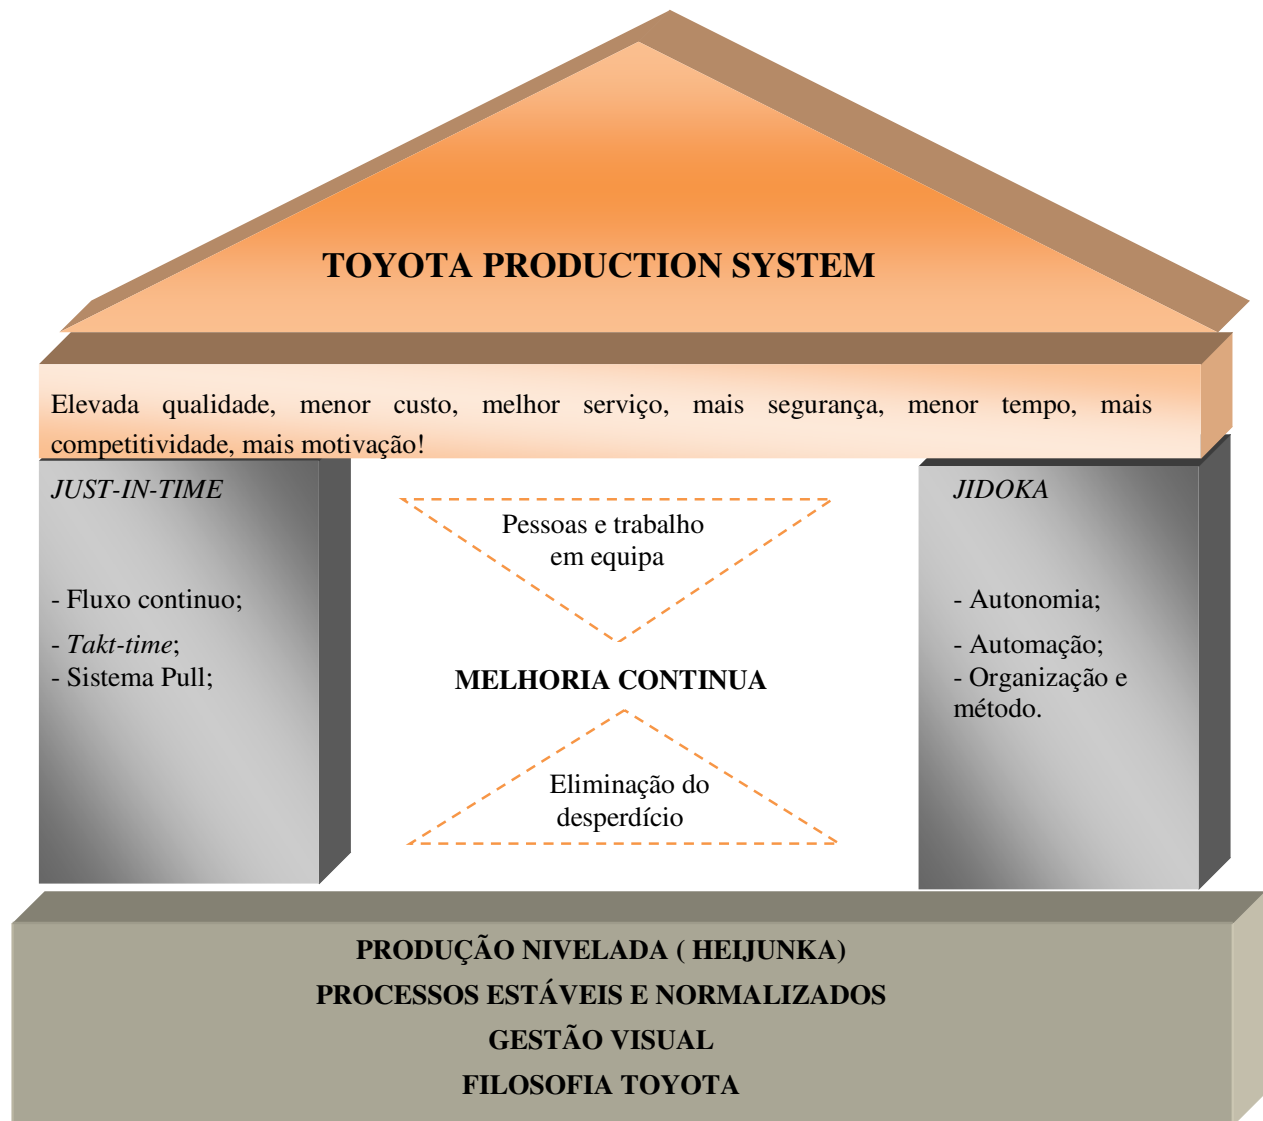 TOYOTA PRODUCTION SYSTEM
Elevada qualidade, menor custo, melhor serviço, mais segurança, menor tempo, mais
competitividade, mais motivação!
JUST-IN-TIME
- Fluxo continuo;
- Takt-time;
- Sistema Pull;
Pessoas e trabalho
em equipa
MELHORIA CONTINUA
Eliminação do
desperdício
JIDOKA
- Autonomia;
- Automação;
- Organização e
método.
PRODUÇÃO NIVELADA ( HEIJUNKA)
PROCESSOS ESTÁVEIS E NORMALIZADOS
GESTÃO VISUAL
FILOSOFIA TOYOTA